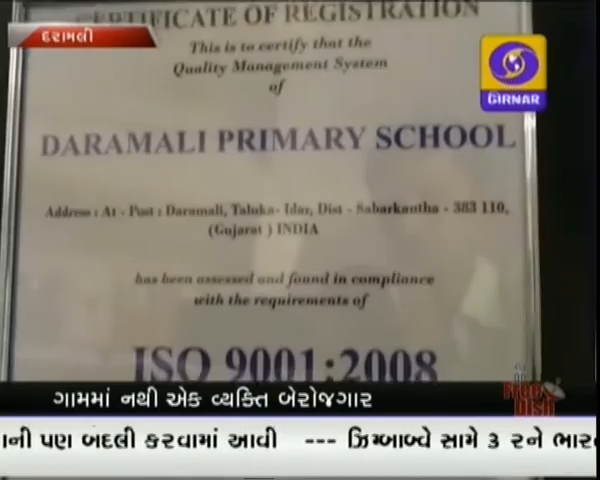 CERTIFICATE OF REGISTRATION
દરામલી
This is to certify that the
Quality Management System
of
GIRNAR
DARAMALI PRIMARY SCHOOL
Address : At - Post : Daramali, Taluka- Idar, Dist - Sabarkantha - 383 110,
(Gujarat ) INDIA
has been assessed and found in compliance
with the requirements of
ISO 9001:2008
ગામમાં નથી એક વ્યક્તિ બેરોજગાર
Free
Dish
ાની પણ બદલી કરવામાં આવી --- ઝિમ્બાબ્વે સામે 3 રને ભાર